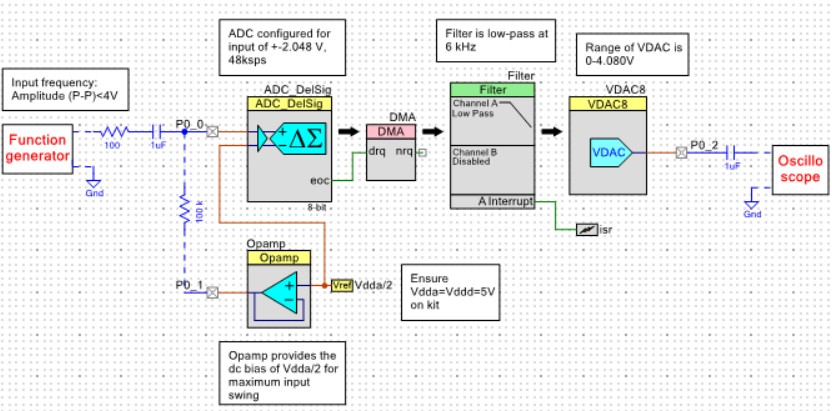 ADC configured for
input of +-2.048 V,
48ksps
Filter is low-pass at
6 kHz
Range of VDAC is
0-4.080V
Input frequency:
Amplitude (P-P)<4V
Function
generator
100
1uF
P0_0
100 k
ADC_DelSig
ADC_DelSig
ΔΣ
eoc
8-bit
DMA
DMA
drq
nrq
Filter
Filter
Channel A
Low Pass
Channel B
Disabled
A Interrupt
isr
VDAC8
VDAC8
VDAC
P0_2
1uF
Oscillo
scope
Gnd
Gnd
Opamp
Opamp
+
-
P0_1
Vref
Vdda/2
Ensure
Vdda=Vddd=5V
on kit
Opamp provides the
dc bias of Vdda/2 for
maximum input
swing